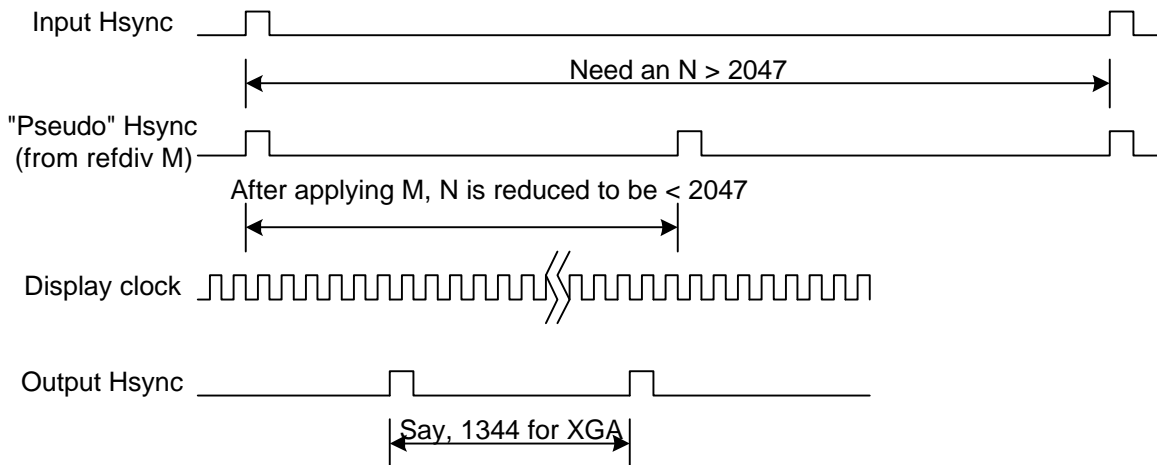 Input Hsync
Need an N > 2047
"Pseudo" Hsync
(from refdiv M)
After applying M, N is reduced to be < 2047
Display clock
Output Hsync
Say, 1344 for XGA